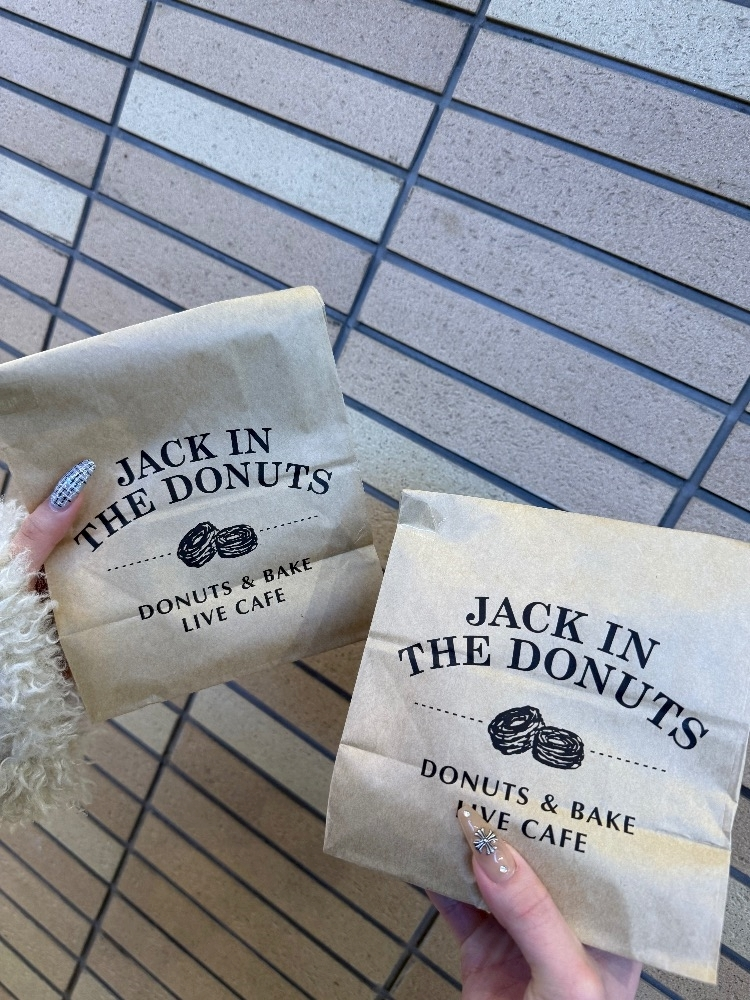 JACK IN
THE DONUTS
DONUTS & BAKE
LIVE CAFE
JACK IN
THE DONUTS
DONUTS & BAKE
LIVE CAFE